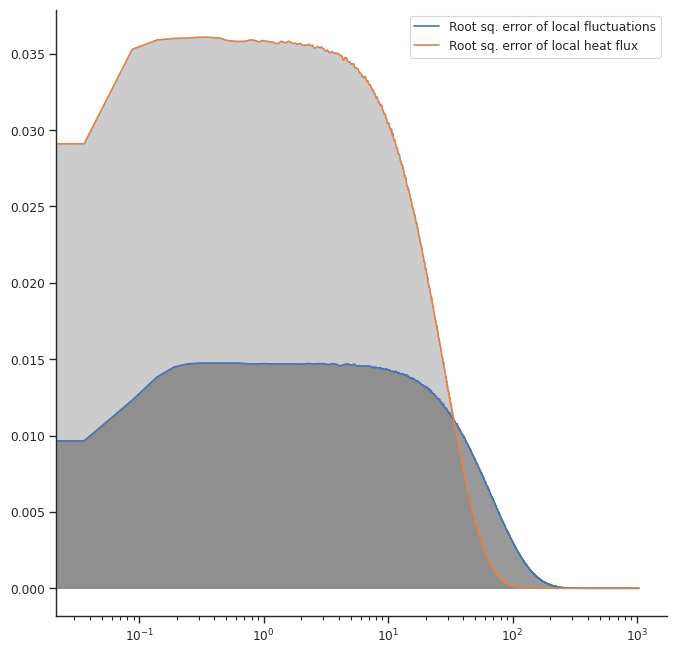 Root sq. error of local fluctuations
Root sq. error of local heat flux
0.035
0.030
0.025
0.020
0.015
0.010
0.005
0.000
10⁻¹ 10⁰ 10¹ 10² 10³